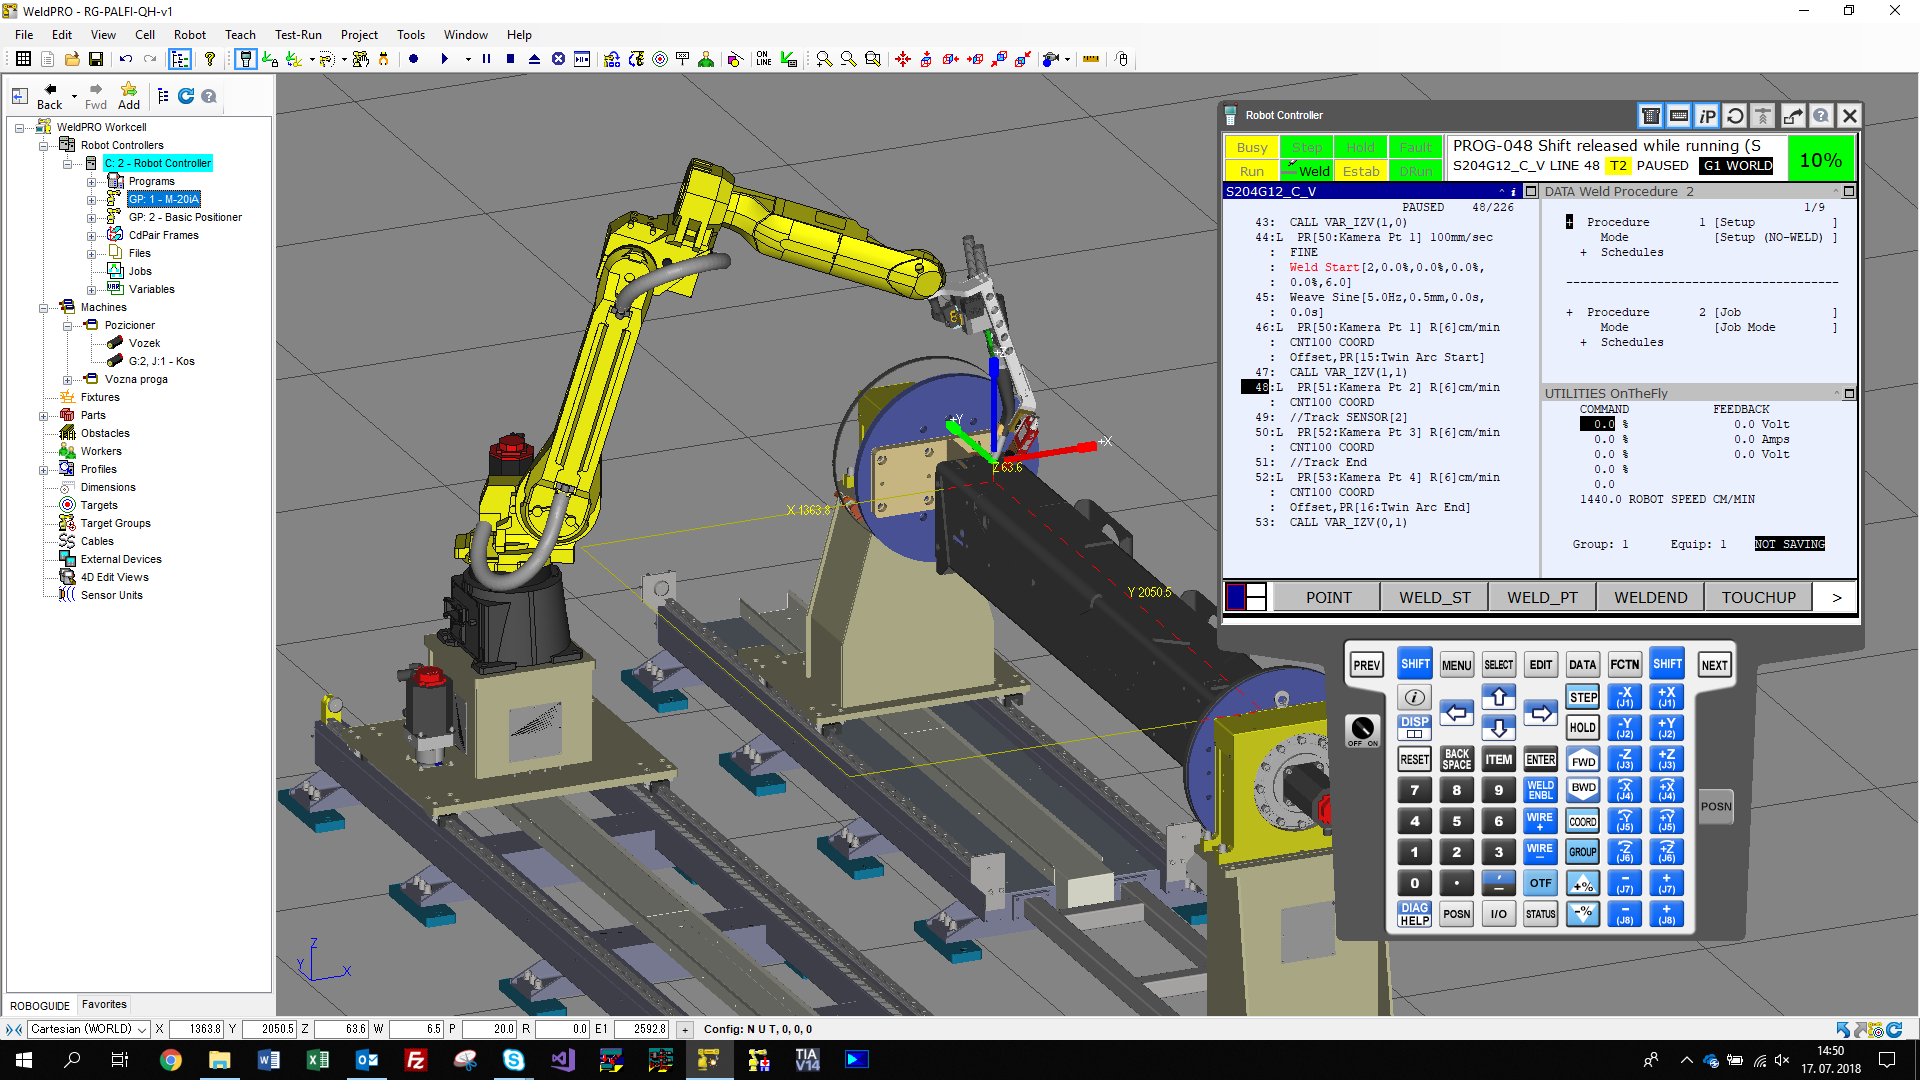 WeldPRO - RG-PALFI-QH-v1
File Edit View Cell Robot Teach Test-Run Project Tools Window Help
ON LINE
Back Fwd Add
WeldPRO Workcell
Robot Controllers
C: 2 - Robot Controller
Programs
GP: 1 - M-20iA
GP: 2 - Basic Positioner
CdPair Frames
Files
Jobs
Variables
Machines
Pozicioner
Vozek
G:2, J:1 - Kos
Vozna proga
Fixtures
Parts
Obstacles
Workers
Profiles
Dimensions
Targets
Target Groups
Cables
External Devices
4D Edit Views
Sensor Units
ROBOGUIDE Favorites
+Y
+X
Z 63.6
X 1363.8
Y 2050.5
Z
Y
X
Robot Controller
iP
Busy Step Hold Fault
Run Weld Estab DRun
PROG-048 Shift released while running (S
S204G12_C_V LINE 48 T2 PAUSED G1 WORLD
10%
S204G12_C_V
PAUSED 48/226
43: CALL VAR_IZV(1,0)
44:L PR[50:Kamera Pt 1] 100mm/sec
: FINE
: Weld Start[2,0.0%,0.0%,0.0%,
: 0.0%,6.0]
45: Weave Sine[5.0Hz,0.5mm,0.0s,
: 0.0s]
46:L PR[50:Kamera Pt 1] R[6]cm/min
: CNT100 COORD
: Offset,PR[15:Twin Arc Start]
47: CALL VAR_IZV(1,1)
48:L PR[51:Kamera Pt 2] R[6]cm/min
: CNT100 COORD
49: //Track SENSOR[2]
50:L PR[52:Kamera Pt 3] R[6]cm/min
: CNT100 COORD
51: //Track End
52:L PR[53:Kamera Pt 4] R[6]cm/min
: CNT100 COORD
: Offset,PR[16:Twin Arc End]
53: CALL VAR_IZV(0,1)
DATA Weld Procedure 2
1/9
+ Procedure 1 [Setup ]
Mode [Setup (NO-WELD) ]
+ Schedules
----------------------------------------
+ Procedure 2 [Job ]
Mode [Job Mode ]
+ Schedules
UTILITIES OnTheFly
COMMAND FEEDBACK
0.0 % 0.0 Volt
0.0 % 0.0 Amps
0.0 % 0.0 Volt
0.0 %
0.0
1440.0 ROBOT SPEED CM/MIN
Group: 1 Equip: 1 NOT SAVING
POINT WELD_ST WELD_PT WELDEND TOUCHUP >
PREV SHIFT MENU SELECT EDIT DATA FCTN SHIFT NEXT
i STEP -X (J1) +X (J1)
DISP HOLD -Y (J2) +Y (J2)
OFF ON
RESET BACK SPACE ITEM ENTER FWD -Z (J3) +Z (J3)
7 8 9 WELD ENBL BWD -X (J4) +X (J4)
POSN
4 5 6 WIRE + COORD -Y (J5) +Y (J5)
1 2 3 WIRE - GROUP -Z (J6) +Z (J6)
0 . OTF +% - (J7) + (J7)
DIAG HELP POSN I/O STATUS -% - (J8) + (J8)
Cartesian (WORLD) X 1363.8 Y 2050.5 Z 63.6 W 6.5 P 20.0 R 0.0 E1 2592.8 + Config: N U T, 0, 0, 0
TIA V14
14:50
17. 07. 2018